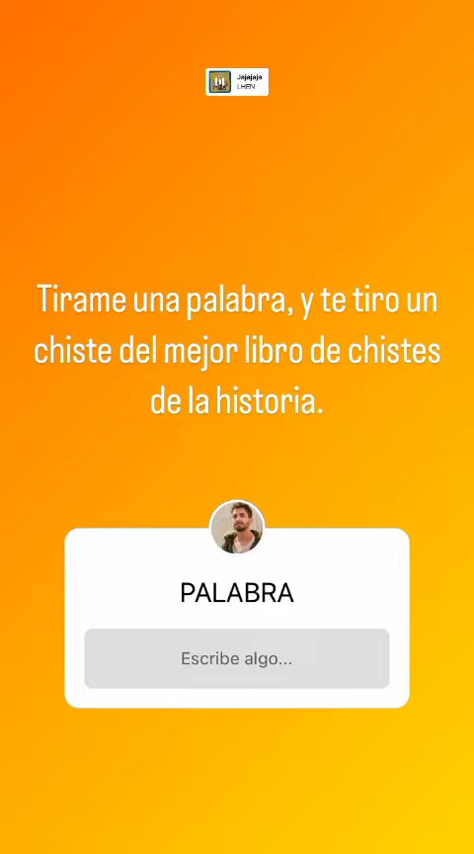 Jajajaja
LHEN
Tirame una palabra, y te tiro un
chiste del mejor libro de chistes
de la historia.
PALABRA
Escribe algo...